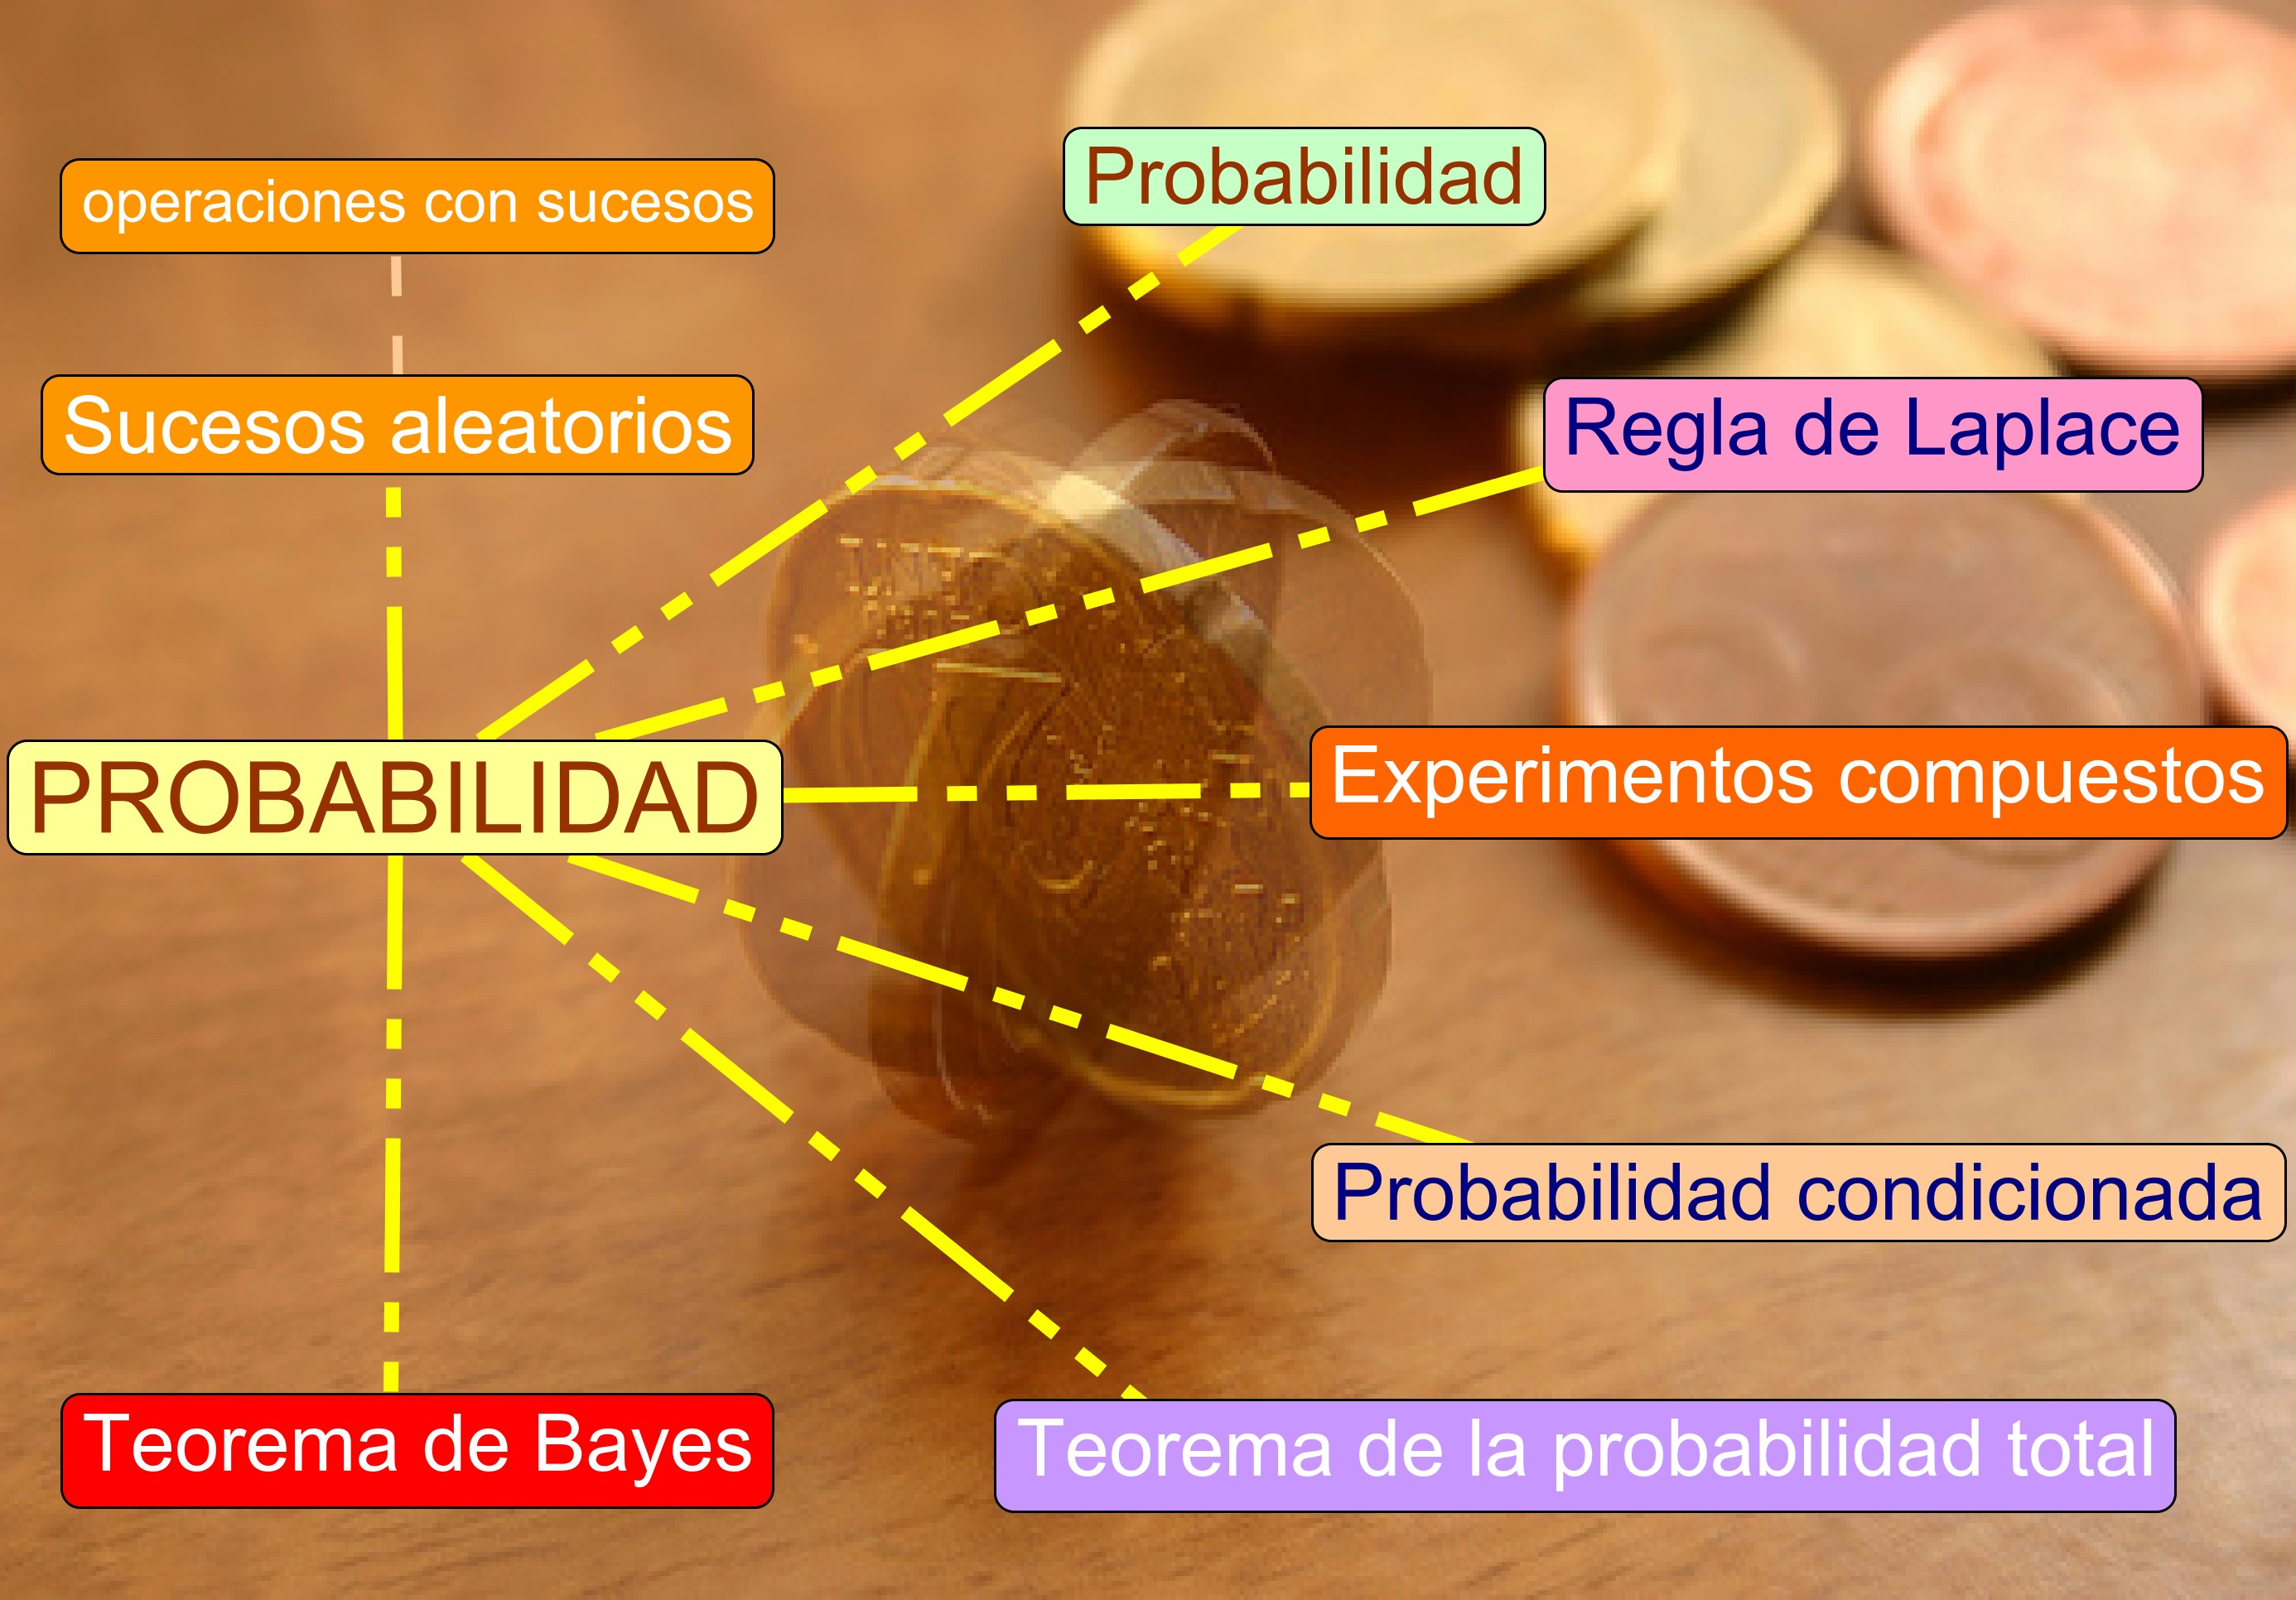 operaciones con sucesos
Probabilidad
Sucesos aleatorios
Regla de Laplace
PROBABILIDAD
Experimentos compuestos
Probabilidad condicionada
Teorema de Bayes
Teorema de la probabilidad total